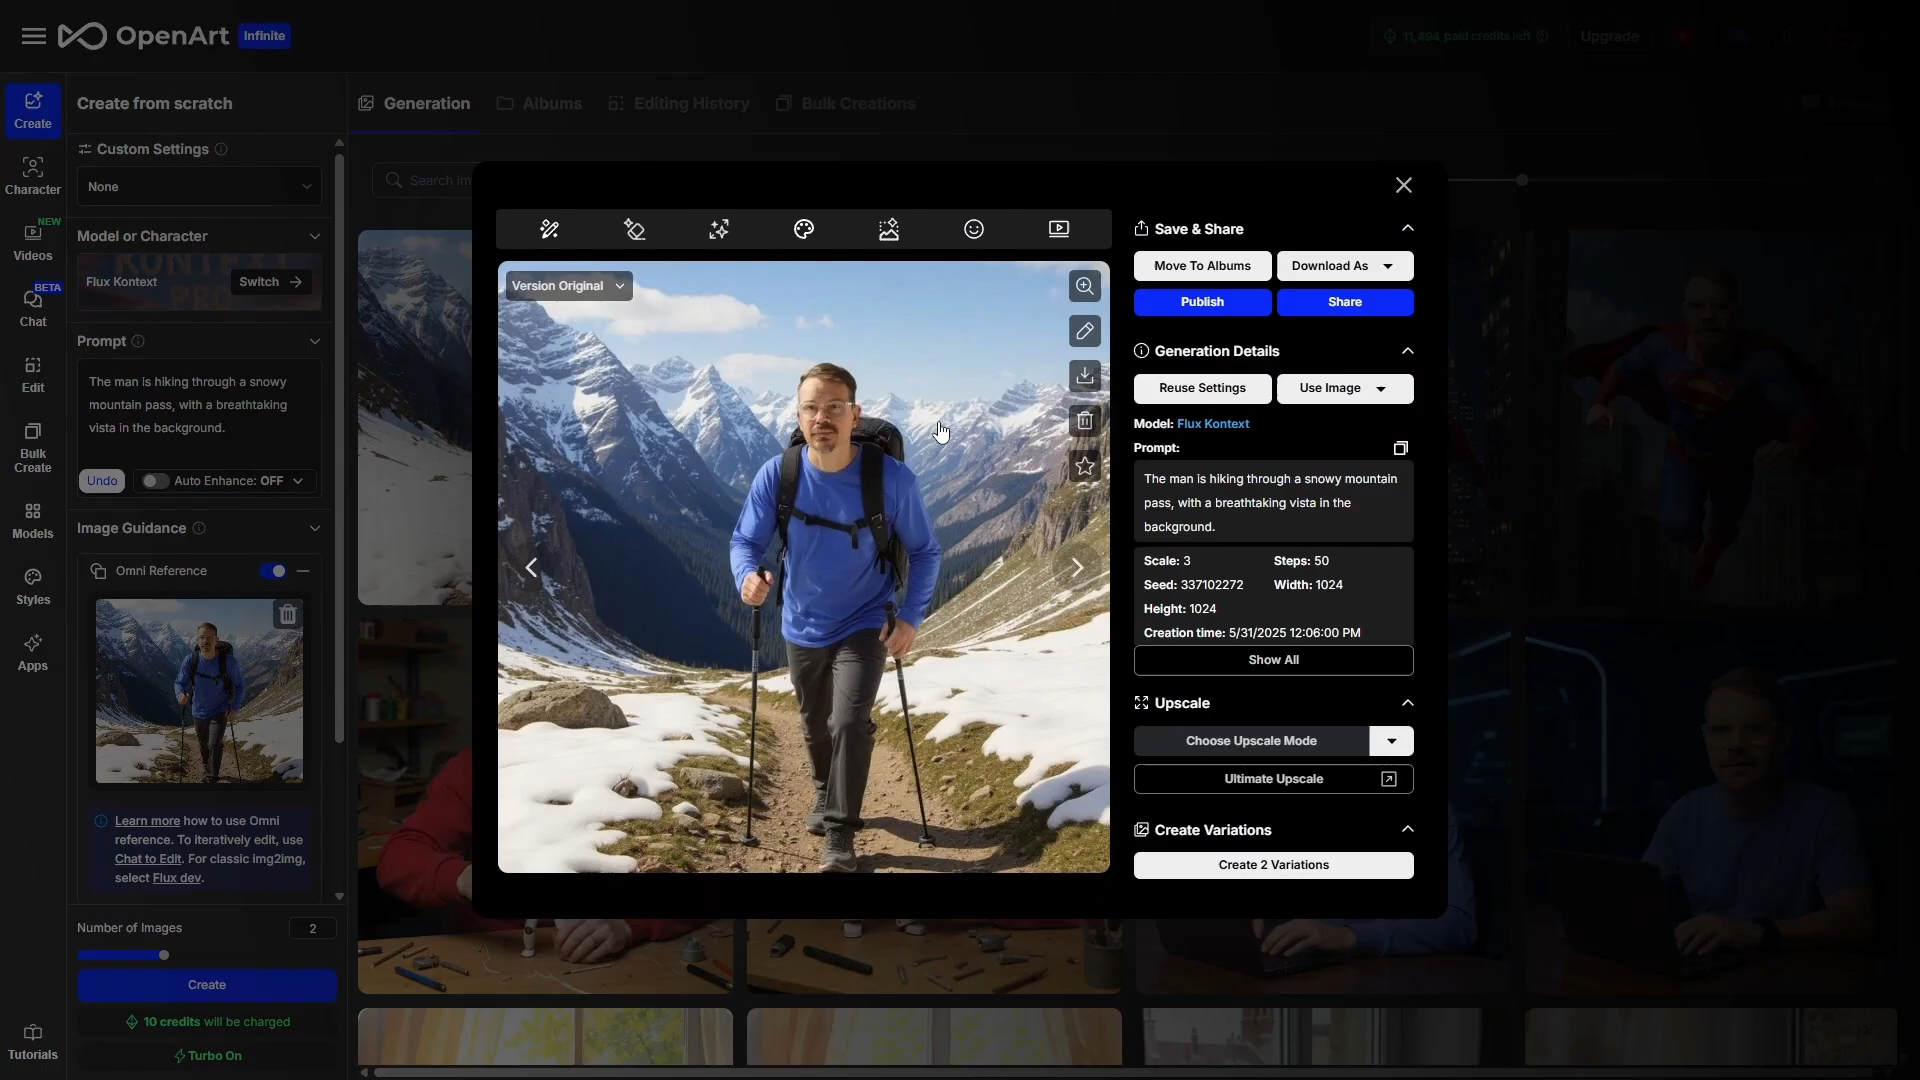 OpenArt Infinite
11,494 paid credits left
Upgrade
Create
Character
NEW
Videos
BETA
Chat
Edit
Bulk
Create
Models
Styles
Apps
Tutorials
Create from scratch
Custom Settings
None
Model or Character
Flux Kontext
Switch
Prompt
The man is hiking through a snowy
mountain pass, with a breathtaking
vista in the background.
Undo
Auto Enhance: OFF
Image Guidance
Omni Reference
Learn more how to use Omni
reference. To iteratively edit, use
Chat to Edit. For classic img2img,
select Flux dev.
Number of Images
2
Create
10 credits will be charged
Turbo On
Generation
Albums
Editing History
Bulk Creations
Search im
Version Original
Save & Share
Move To Albums
Download As
Publish
Share
Generation Details
Reuse Settings
Use Image
Model: Flux Kontext
Prompt:
The man is hiking through a snowy mountain
pass, with a breathtaking vista in the
background.
Scale: 3
Steps: 50
Seed: 337102272
Width: 1024
Height: 1024
Creation time: 5/31/2025 12:06:00 PM
Show All
Upscale
Choose Upscale Mode
Ultimate Upscale
Create Variations
Create 2 Variations